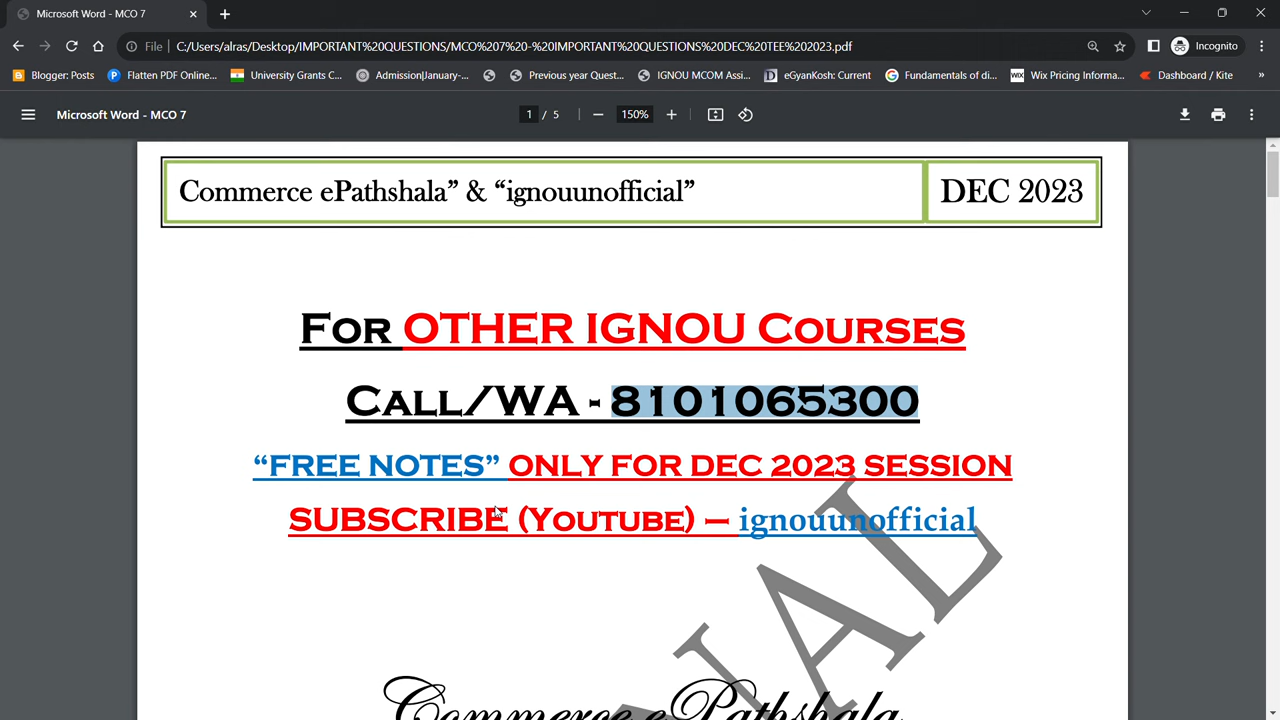 Microsoft Word - MCO 7
File C:/Users/alras/Desktop/IMPORTANT%20QUESTIONS/MCO%207%20-%20IMPORTANT%20QUESTIONS%20DEC%20TEE%202023.pdf Incognito
Blogger: Posts Flatten PDF Online... University Grants C... Admission|January-... Previous year Quest... IGNOU MCOM Assi... eGyanKosh: Current Fundamentals of di... WIX Wix Pricing Informa... Dashboard / Kite »
Microsoft Word - MCO 7 1 / 5 150%
Commerce ePathshala” & “ignouunofficial” DEC 2023
For OTHER IGNOU Courses
Call/WA - 8101065300
“FREE NOTES” ONLY FOR DEC 2023 SESSION
SUBSCRIBE (Youtube) – ignouunofficial
Commerce ePathshala